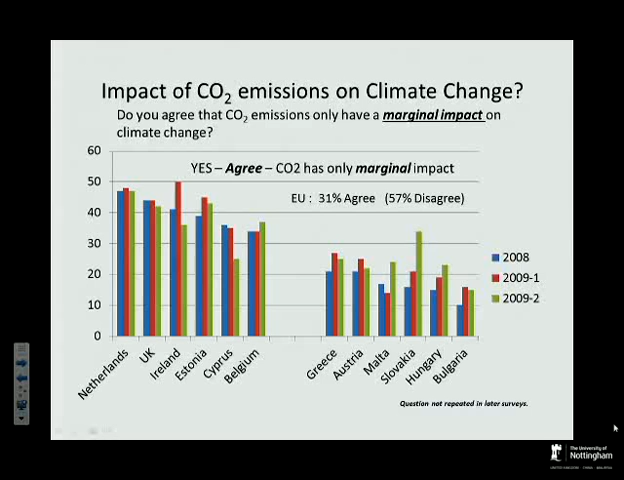 Impact of CO2 emissions on Climate Change?
Do you agree that CO2 emissions only have a marginal impact on
climate change?
60
50
40
30
20
10
0
YES – Agree – CO2 has only marginal impact
EU : 31% Agree (57% Disagree)
2008
2009-1
2009-2
Netherlands
UK
Ireland
Estonia
Cyprus
Belgium
Greece
Austria
Malta
Slovakia
Hungary
Bulgaria
Question not repeated in later surveys.
The University of
Nottingham